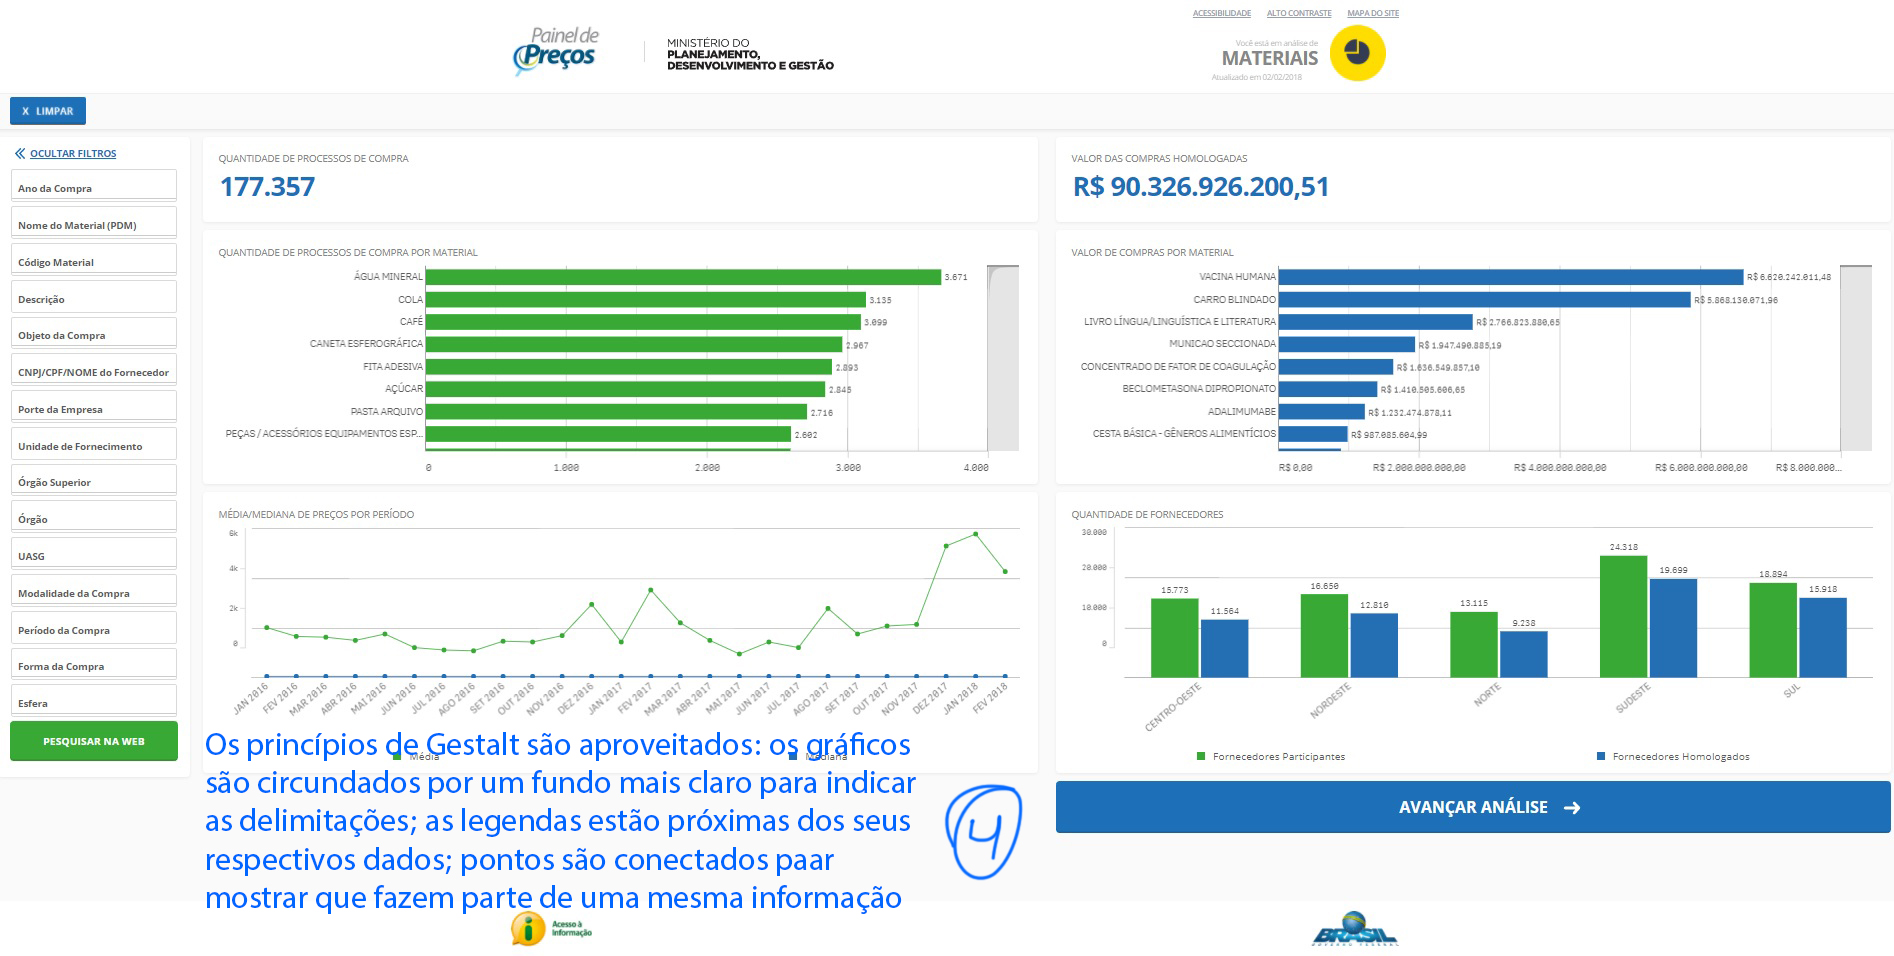 ACESSIBILIDADE ALTO CONTRASTE MAPA DO SITE
Painel de
Preços
MINISTÉRIO DO
PLANEJAMENTO,
DESENVOLVIMENTO E GESTÃO
Você está em análise de
MATERIAIS
Atualizado em 02/02/2018
X LIMPAR
OCULTAR FILTROS
Ano da Compra
Nome do Material (PDM)
Código Material
Descrição
Objeto da Compra
CNPJ/CPF/NOME do Fornecedor
Porte da Empresa
Unidade de Fornecimento
Órgão Superior
Órgão
UASG
Modalidade da Compra
Período da Compra
Forma da Compra
Esfera
PESQUISAR NA WEB
QUANTIDADE DE PROCESSOS DE COMPRA
177.357
VALOR DAS COMPRAS HOMOLOGADAS
R$ 90.326.926.200,51
QUANTIDADE DE PROCESSOS DE COMPRA POR MATERIAL
ÁGUA MINERAL 3.671
COLA 3.135
CAFÉ 3.099
CANETA ESFEROGRÁFICA 2.967
FITA ADESIVA 2.893
AÇÚCAR 2.845
PASTA ARQUIVO 2.716
PEÇAS / ACESSÓRIOS EQUIPAMENTOS ESP... 2.602
0 1.000 2.000 3.000 4.000
VALOR DE COMPRAS POR MATERIAL
VACINA HUMANA R$ 6.620.242.011,48
CARRO BLINDADO R$ 5.868.130.071,96
LIVRO LÍNGUA/LINGUÍSTICA E LITERATURA R$ 2.766.823.880,65
MUNICAO SECCIONADA R$ 1.947.490.885,19
CONCENTRADO DE FATOR DE COAGULAÇÃO R$ 1.636.549.857,10
BECLOMETASONA DIPROPIONATO R$ 1.410.505.606,65
ADALIMUMABE R$ 1.232.474.878,11
CESTA BÁSICA - GÊNEROS ALIMENTÍCIOS R$ 987.085.604,99
R$ 0,00 R$ 2.000.000.000,00 R$ 4.000.000.000,00 R$ 6.000.000.000,00 R$ 8.000.000...
MÉDIA/MEDIANA DE PREÇOS POR PERÍODO
6k
4k
2k
0
JAN 2016 FEV 2016 MAR 2016 ABR 2016 MAI 2016 JUN 2016 JUL 2016 AGO 2016 SET 2016 OUT 2016 NOV 2016 DEZ 2016 JAN 2017 FEV 2017 MAR 2017 ABR 2017 MAI 2017 JUN 2017 JUL 2017 AGO 2017 SET 2017 OUT 2017 NOV 2017 DEZ 2017 JAN 2018 FEV 2018
Média Mediana
QUANTIDADE DE FORNECEDORES
30.000
20.000
10.000
0
15.773 11.564 16.650 12.810 13.115 9.238 24.318 19.699 18.894 15.918
CENTRO-OESTE NORDESTE NORTE SUDESTE SUL
Fornecedores Participantes Fornecedores Homologados
Os princípios de Gestalt são aproveitados: os gráficos
são circundados por um fundo mais claro para indicar
as delimitações; as legendas estão próximas dos seus
respectivos dados; pontos são conectados paar
mostrar que fazem parte de uma mesma informação
4
AVANÇAR ANÁLISE
Acesso à
Informação
BRASIL
GOVERNO FEDERAL